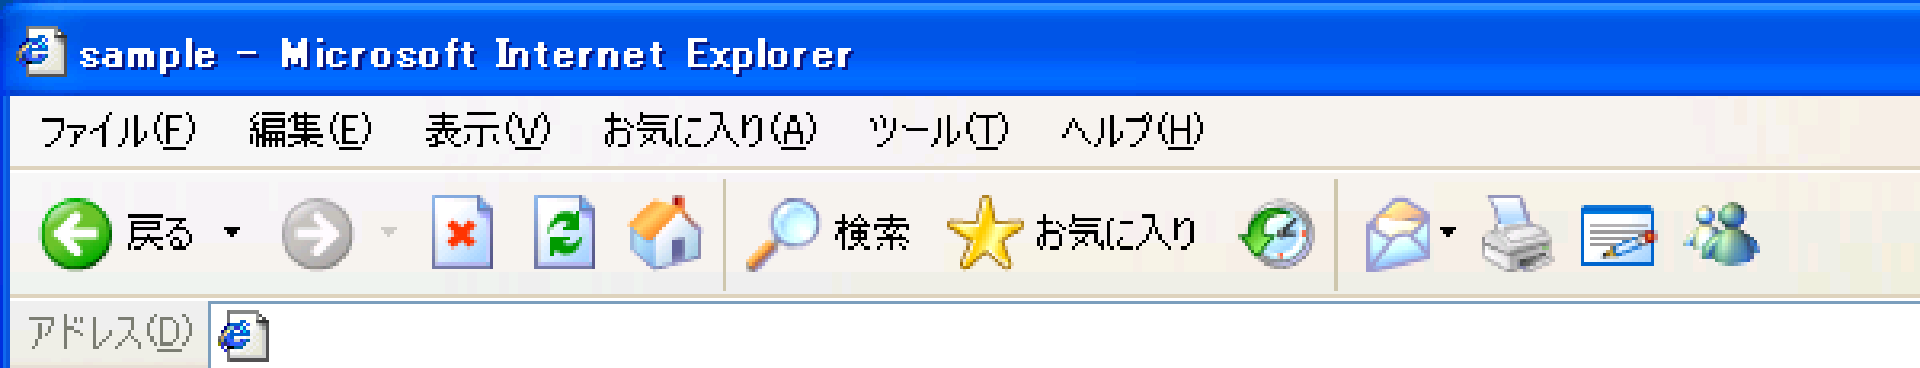 sample - Microsoft Internet Explorer
ファイル(F) 編集(E) 表示(V) お気に入り(A) ツール(T) ヘルプ(H)
戻る 検索 お気に入り
アドレス(D)